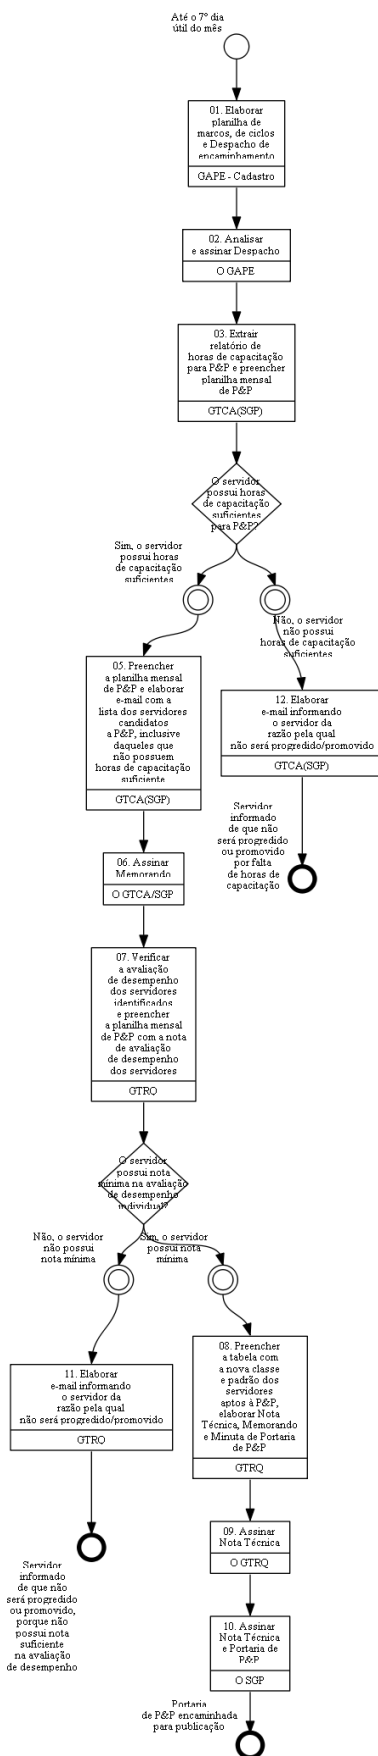 Até o 7º dia
útil do mês
01. Elaborar
planilha de
marcos, de ciclos
e Despacho de
encaminhamento
GAPE - Cadastro
02. Analisar
e assinar Despacho
O GAPE
03. Extrair
relatório de
horas de capacitação
para P&P e preencher
planilha mensal
de P&P
GTCA(SGP)
O servidor
possui horas
de capacitação
suficientes
para P&P?
Sim, o servidor
possui horas
de capacitação
suficientes
Não, o servidor
não possui
horas de capacitação
suficientes
05. Preencher
a planilha mensal
de P&P e elaborar
e-mail com a
lista dos servidores
candidatos
a P&P, inclusive
daqueles que
não possuem
horas de capacitação
suficiente
GTCA(SGP)
12. Elaborar
e-mail informando
o servidor da
razão pela qual
não será progredido/promovido
GTCA(SGP)
Servidor
informado
de que não
será progredido
ou promovido
por falta
de horas de
capacitação
06. Assinar
Memorando
O GTCA/SGP
07. Verificar
a avaliação
de desempenho
dos servidores
identificados
e preencher
a planilha mensal
de P&P com a nota
de avaliação
de desempenho
dos servidores
GTRQ
O servidor
possui nota
mínima na avaliação
de desempenho
individual?
Não, o servidor
não possui
nota mínima
Sim, o servidor
possui nota
mínima
11. Elaborar
e-mail informando
o servidor da
razão pela qual
não será progredido/promovido
GTRQ
08. Preencher
a tabela com
a nova classe
e padrão dos
servidores
aptos à P&P,
elaborar Nota
Técnica, Memorando
e Minuta de Portaria
de P&P
GTRQ
09. Assinar
Nota Técnica
O GTRQ
Servidor
informado
de que não
será progredido
ou promovido,
porque não
possui nota
suficiente
na avaliação
de desempenho
10. Assinar
Nota Técnica
e Portaria de
P&P
O SGP
Portaria
de P&P encaminhada
para publicação